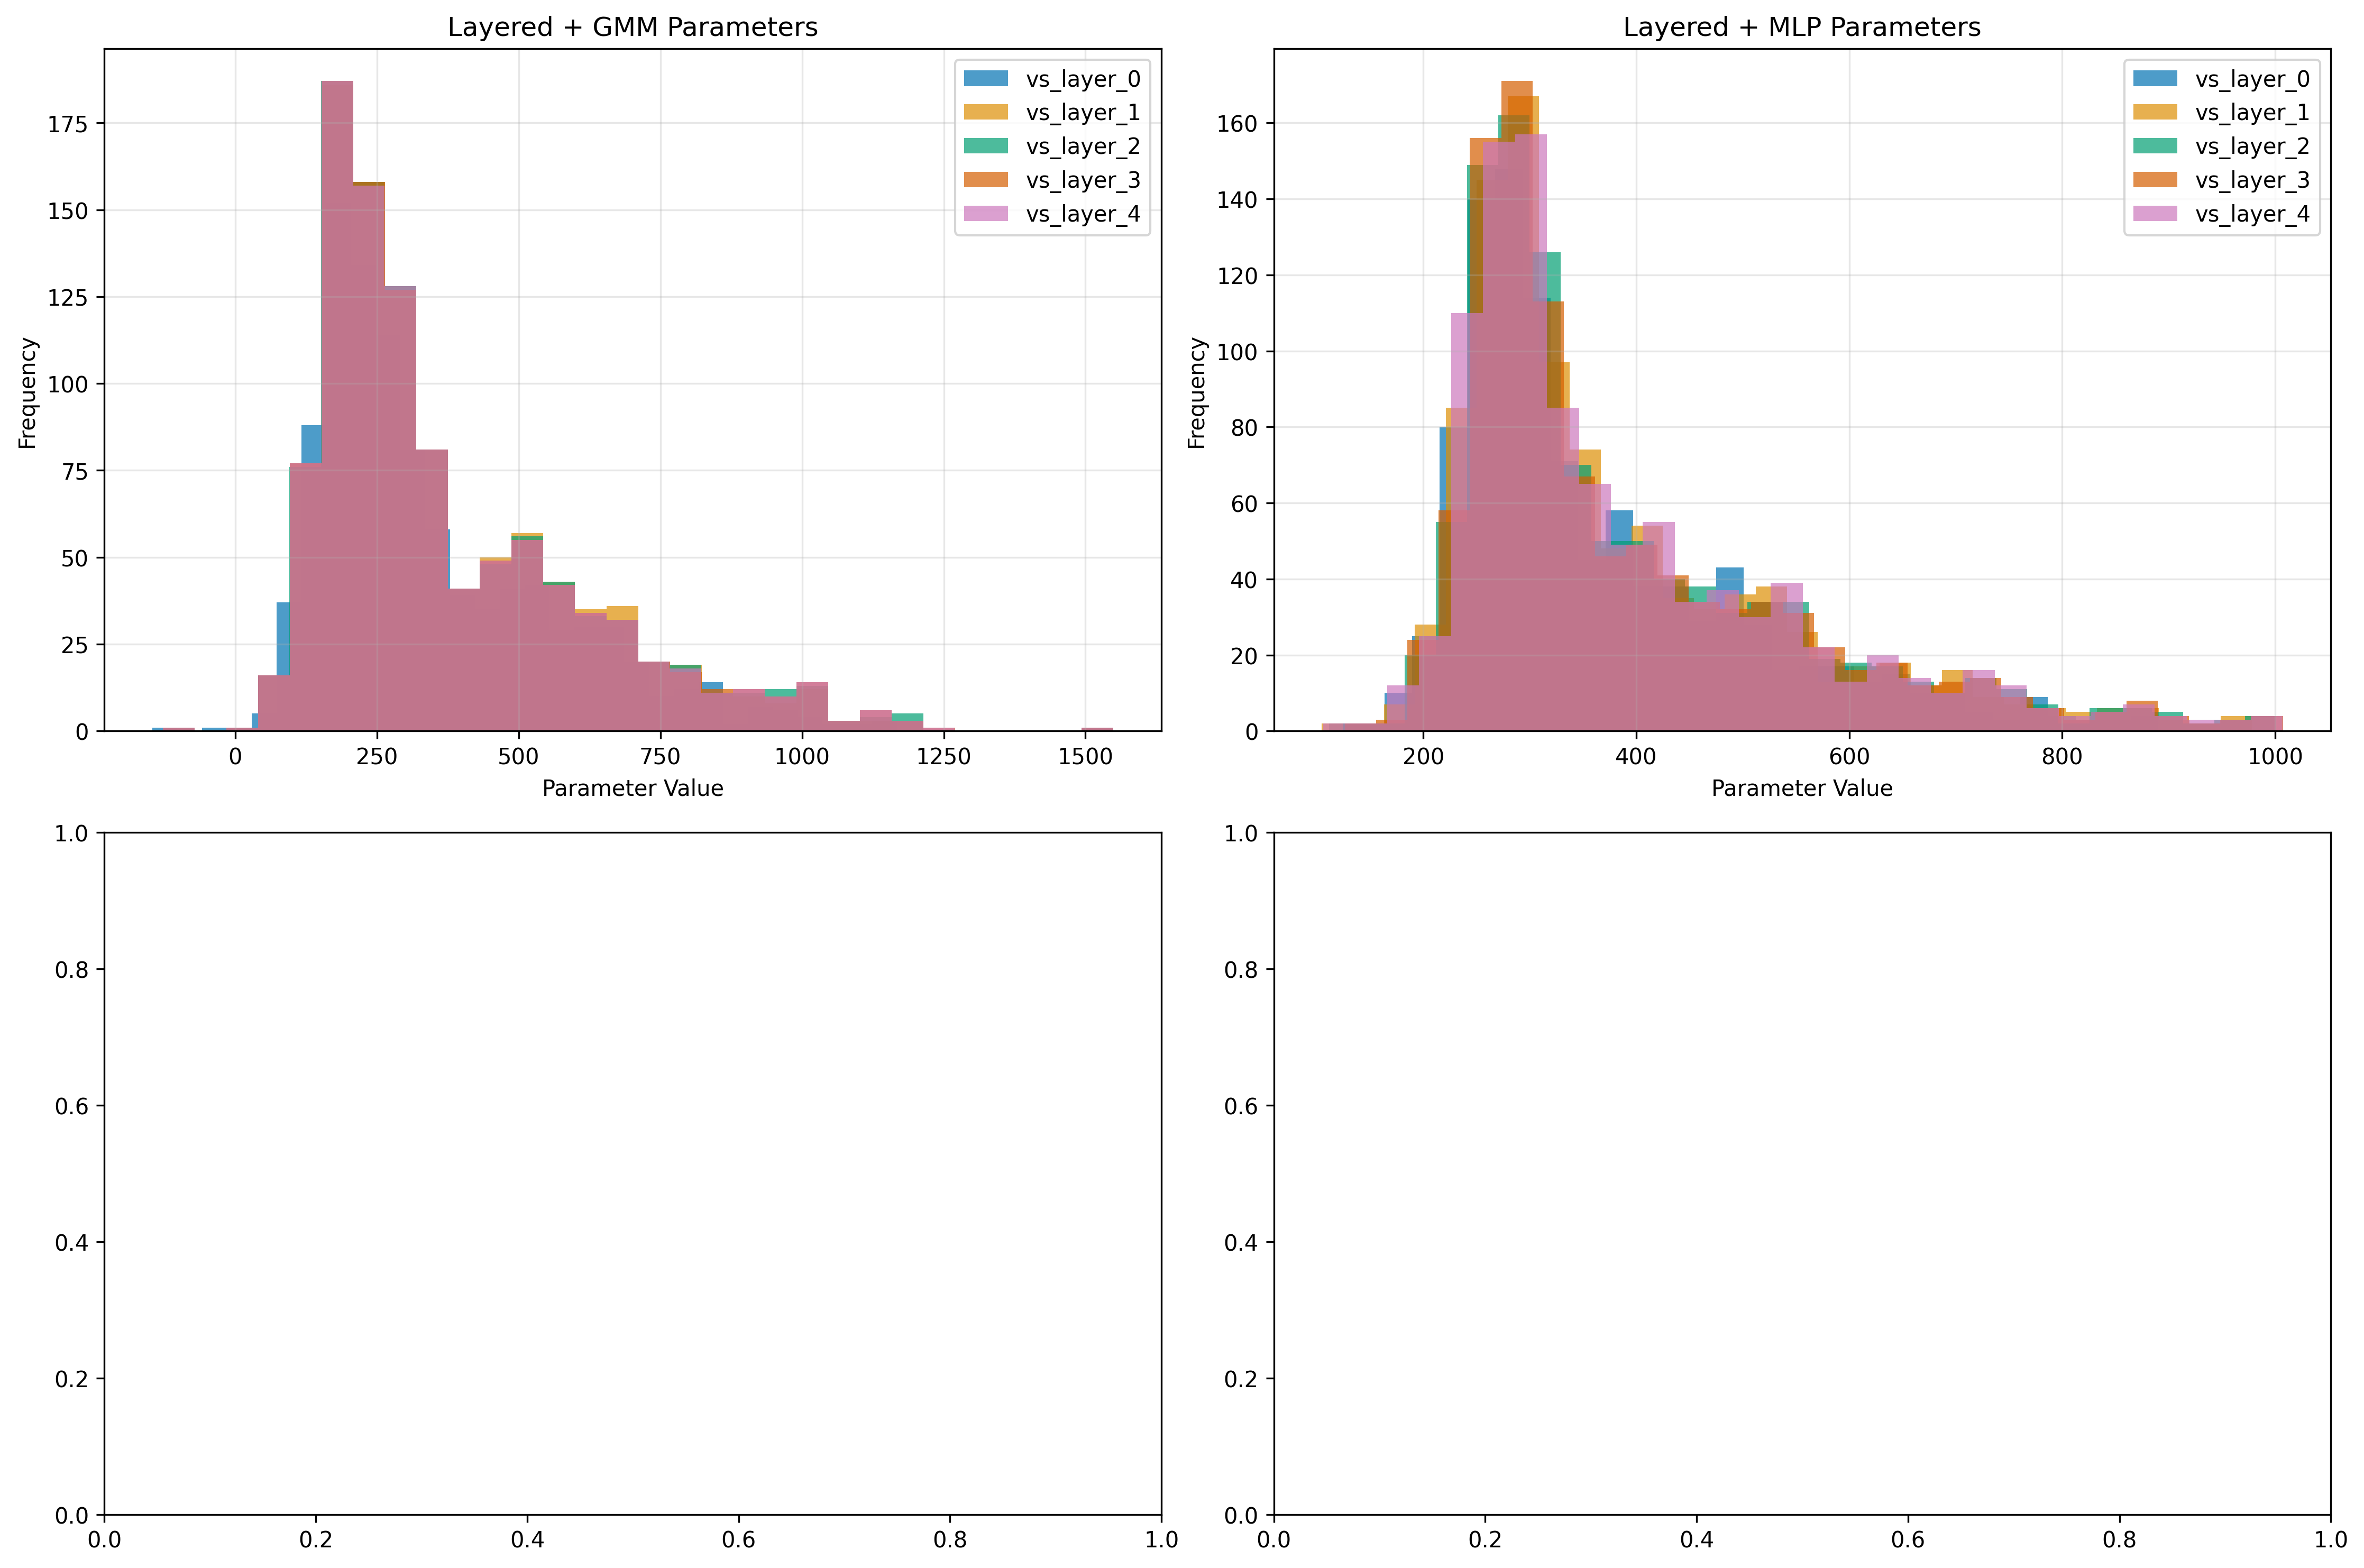 Layered + GMM Parameters
Frequency
175
150
125
100
75
50
25
0
0 250 500 750 1000 1250 1500
Parameter Value
vs_layer_0
vs_layer_1
vs_layer_2
vs_layer_3
vs_layer_4
Layered + MLP Parameters
Frequency
160
140
120
100
80
60
40
20
0
200 400 600 800 1000
Parameter Value
vs_layer_0
vs_layer_1
vs_layer_2
vs_layer_3
vs_layer_4
1.0
0.8
0.6
0.4
0.2
0.0
0.0 0.2 0.4 0.6 0.8 1.0
1.0
0.8
0.6
0.4
0.2
0.0
0.0 0.2 0.4 0.6 0.8 1.0